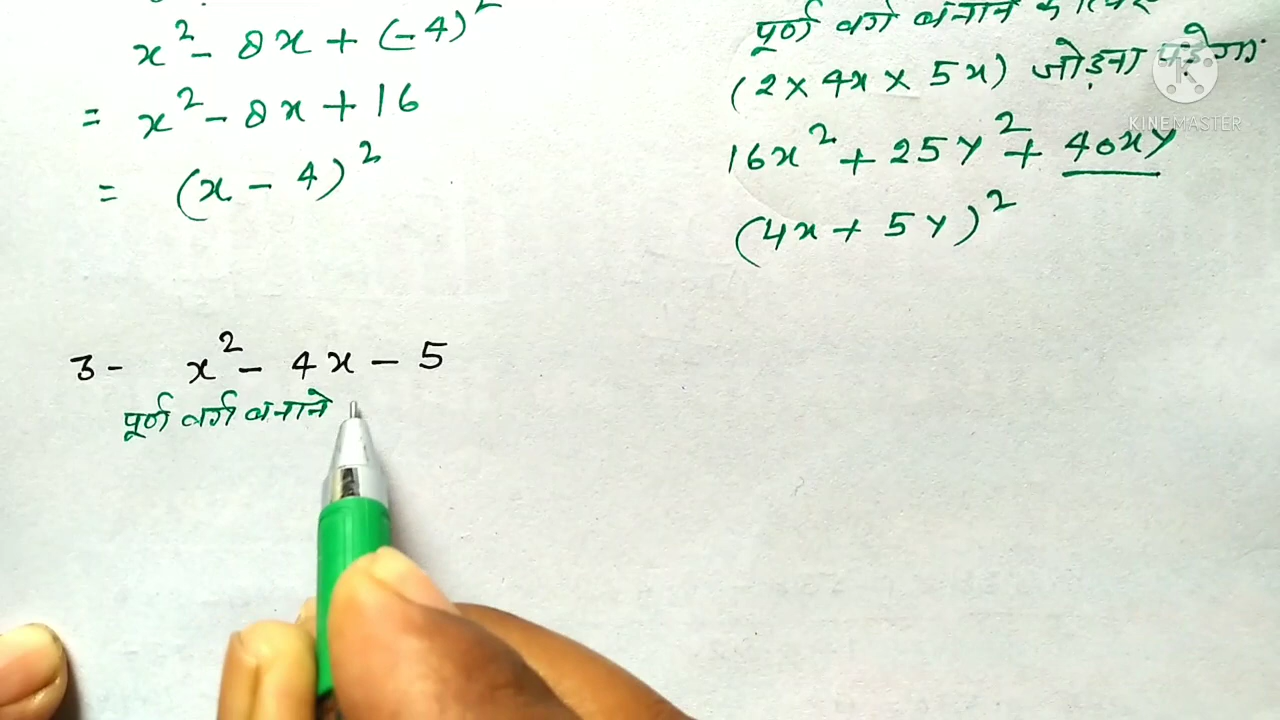 x² - 8x + (-4)²
= x² - 8x + 16
= (x - 4)²
पूर्ण वर्ग बनाने के लिए
(2 × 4x × 5x) जोड़ना पड़ेगा
16x² + 25y² + 40xy
(4x + 5y)²
3- x² - 4x - 5
पूर्ण वर्ग बनाने
KINEMASTER